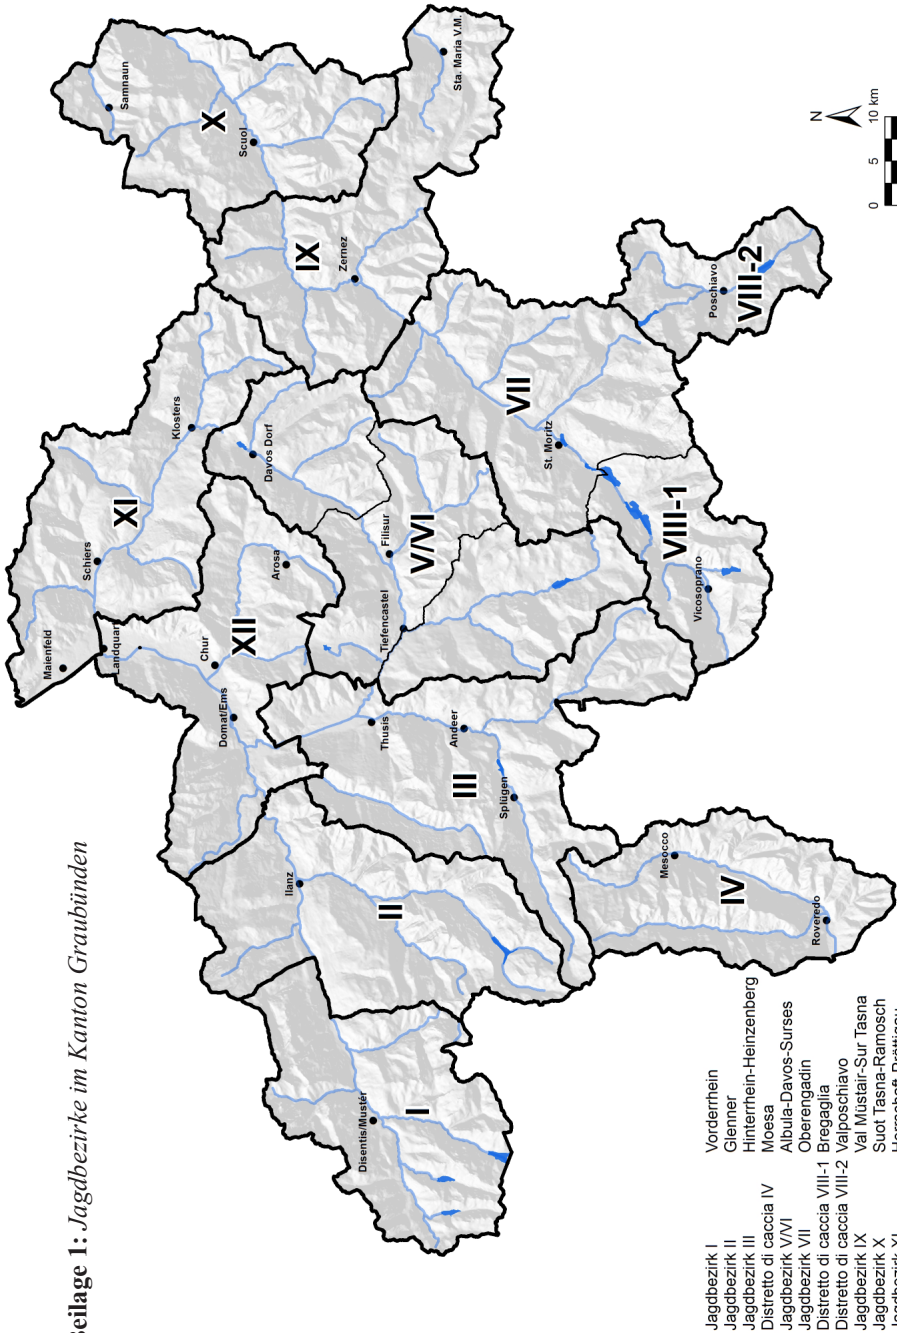 Beilage 1: Jagdbezirke im Kanton Graubünden
Samnaun
X
Scuol
Sta. Maria V.M.
IX
Zernez
N
0 5 10 km
XI
Klosters
Schiers
Maienfeld
Landquart
Davos Dorf
Arosa
XII
Chur
Domat/Ems
Filisur
V/VI
Tiefencastel
VII
St. Moritz
VIII-2
Poschiavo
VIII-1
Vicosoprano
Thusis
Andeer
III
Splügen
Ilanz
II
Mesocco
IV
Roveredo
Disentis/Mustér
I
Jagdbezirk I Vorderrhein
Jagdbezirk II Glenner
Jagdbezirk III Hinterrhein-Heinzenberg
Distretto di caccia IV Moesa
Jagdbezirk V/VI Albula-Davos-Surses
Jagdbezirk VII Oberengadin
Distretto di caccia VIII-1 Bregaglia
Distretto di caccia VIII-2 Valposchiavo
Jagdbezirk IX Val Müstair-Sur Tasna
Jagdbezirk X Suot Tasna-Ramosch
Jagdbezirk XI Herrschaft-Prättigau